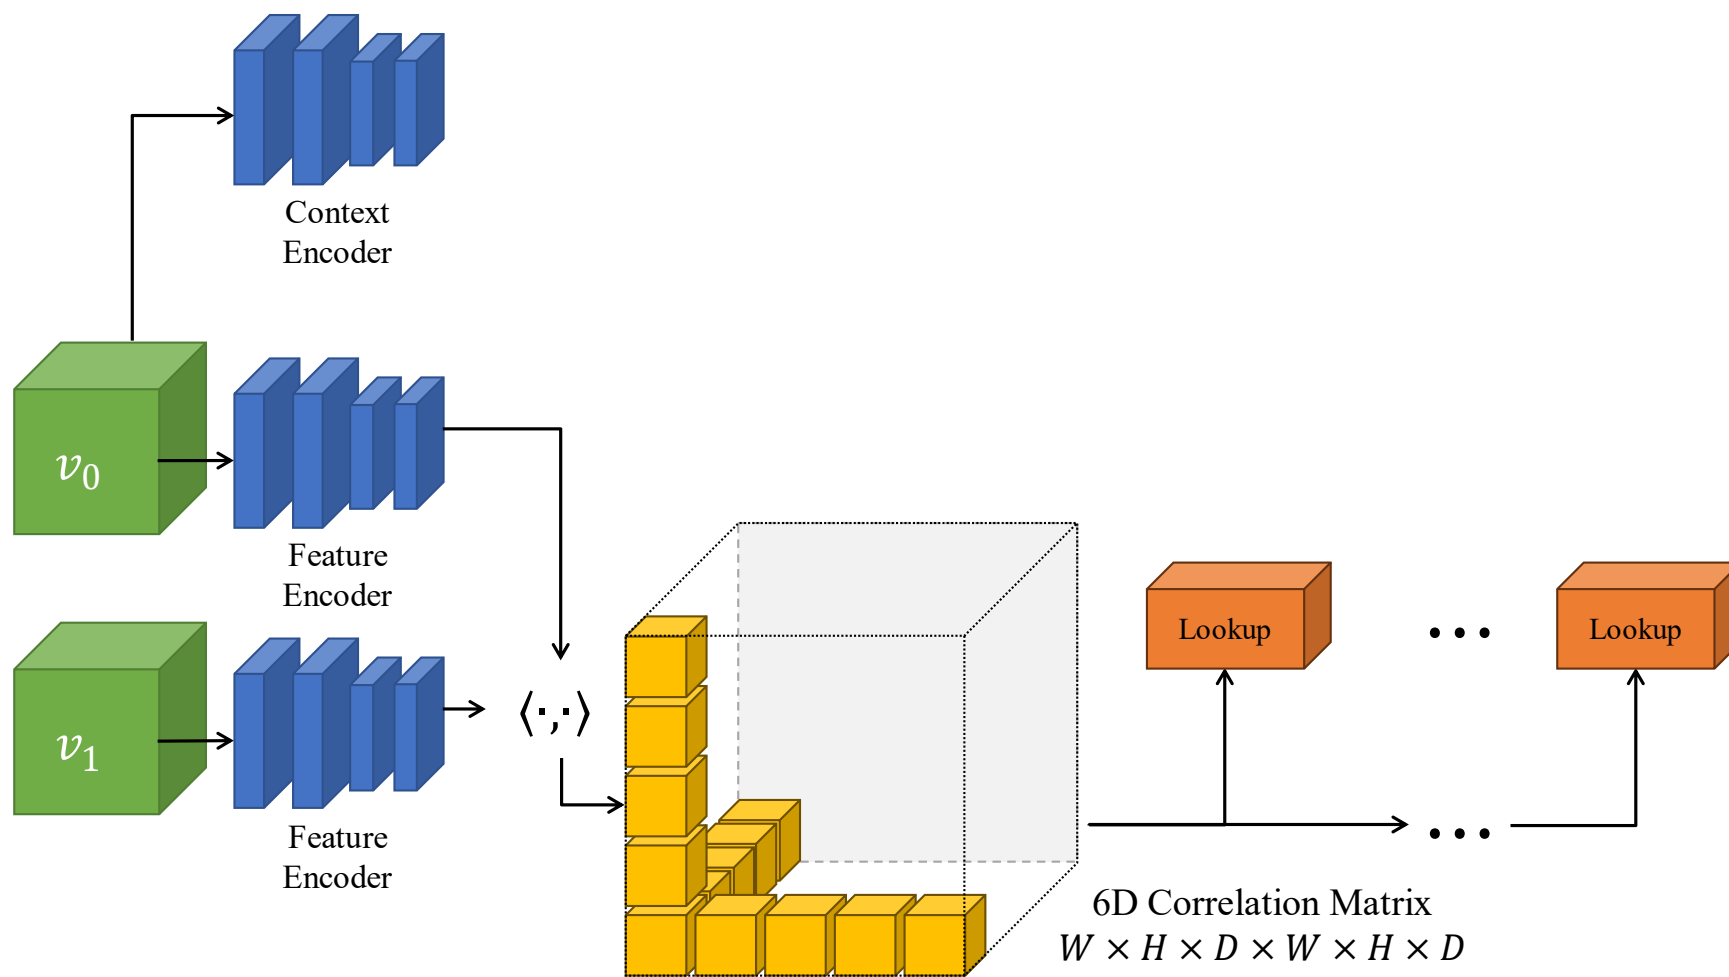 Context
Encoder
v₀
Feature
Encoder
v₁
Feature
Encoder
⟨·,·⟩
Lookup
...
Lookup
...
6D Correlation Matrix
W × H × D × W × H × D